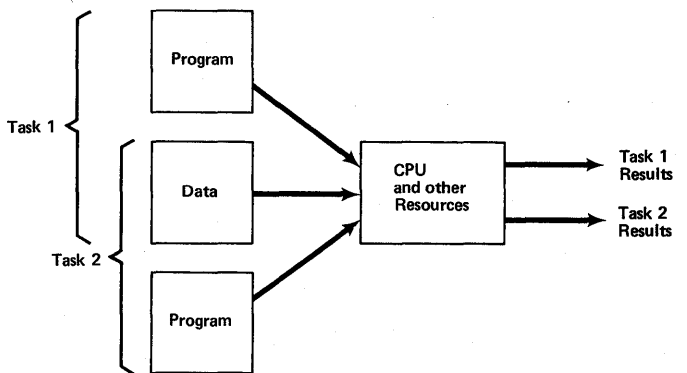 Program
Task 1
Data
CPU
and other
Resources
Task 1
Results
Task 2
Results
Task 2
Program